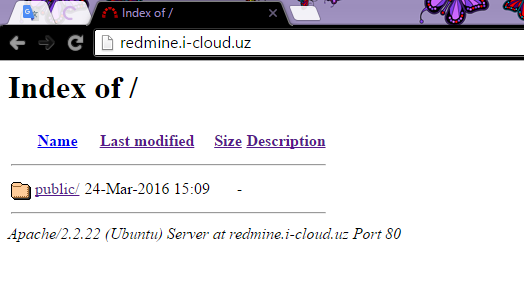 Index of /
redmine.i-cloud.uz
Index of /
Name Last modified Size Description
public/ 24-Mar-2016 15:09 -
Apache/2.2.22 (Ubuntu) Server at redmine.i-cloud.uz Port 80